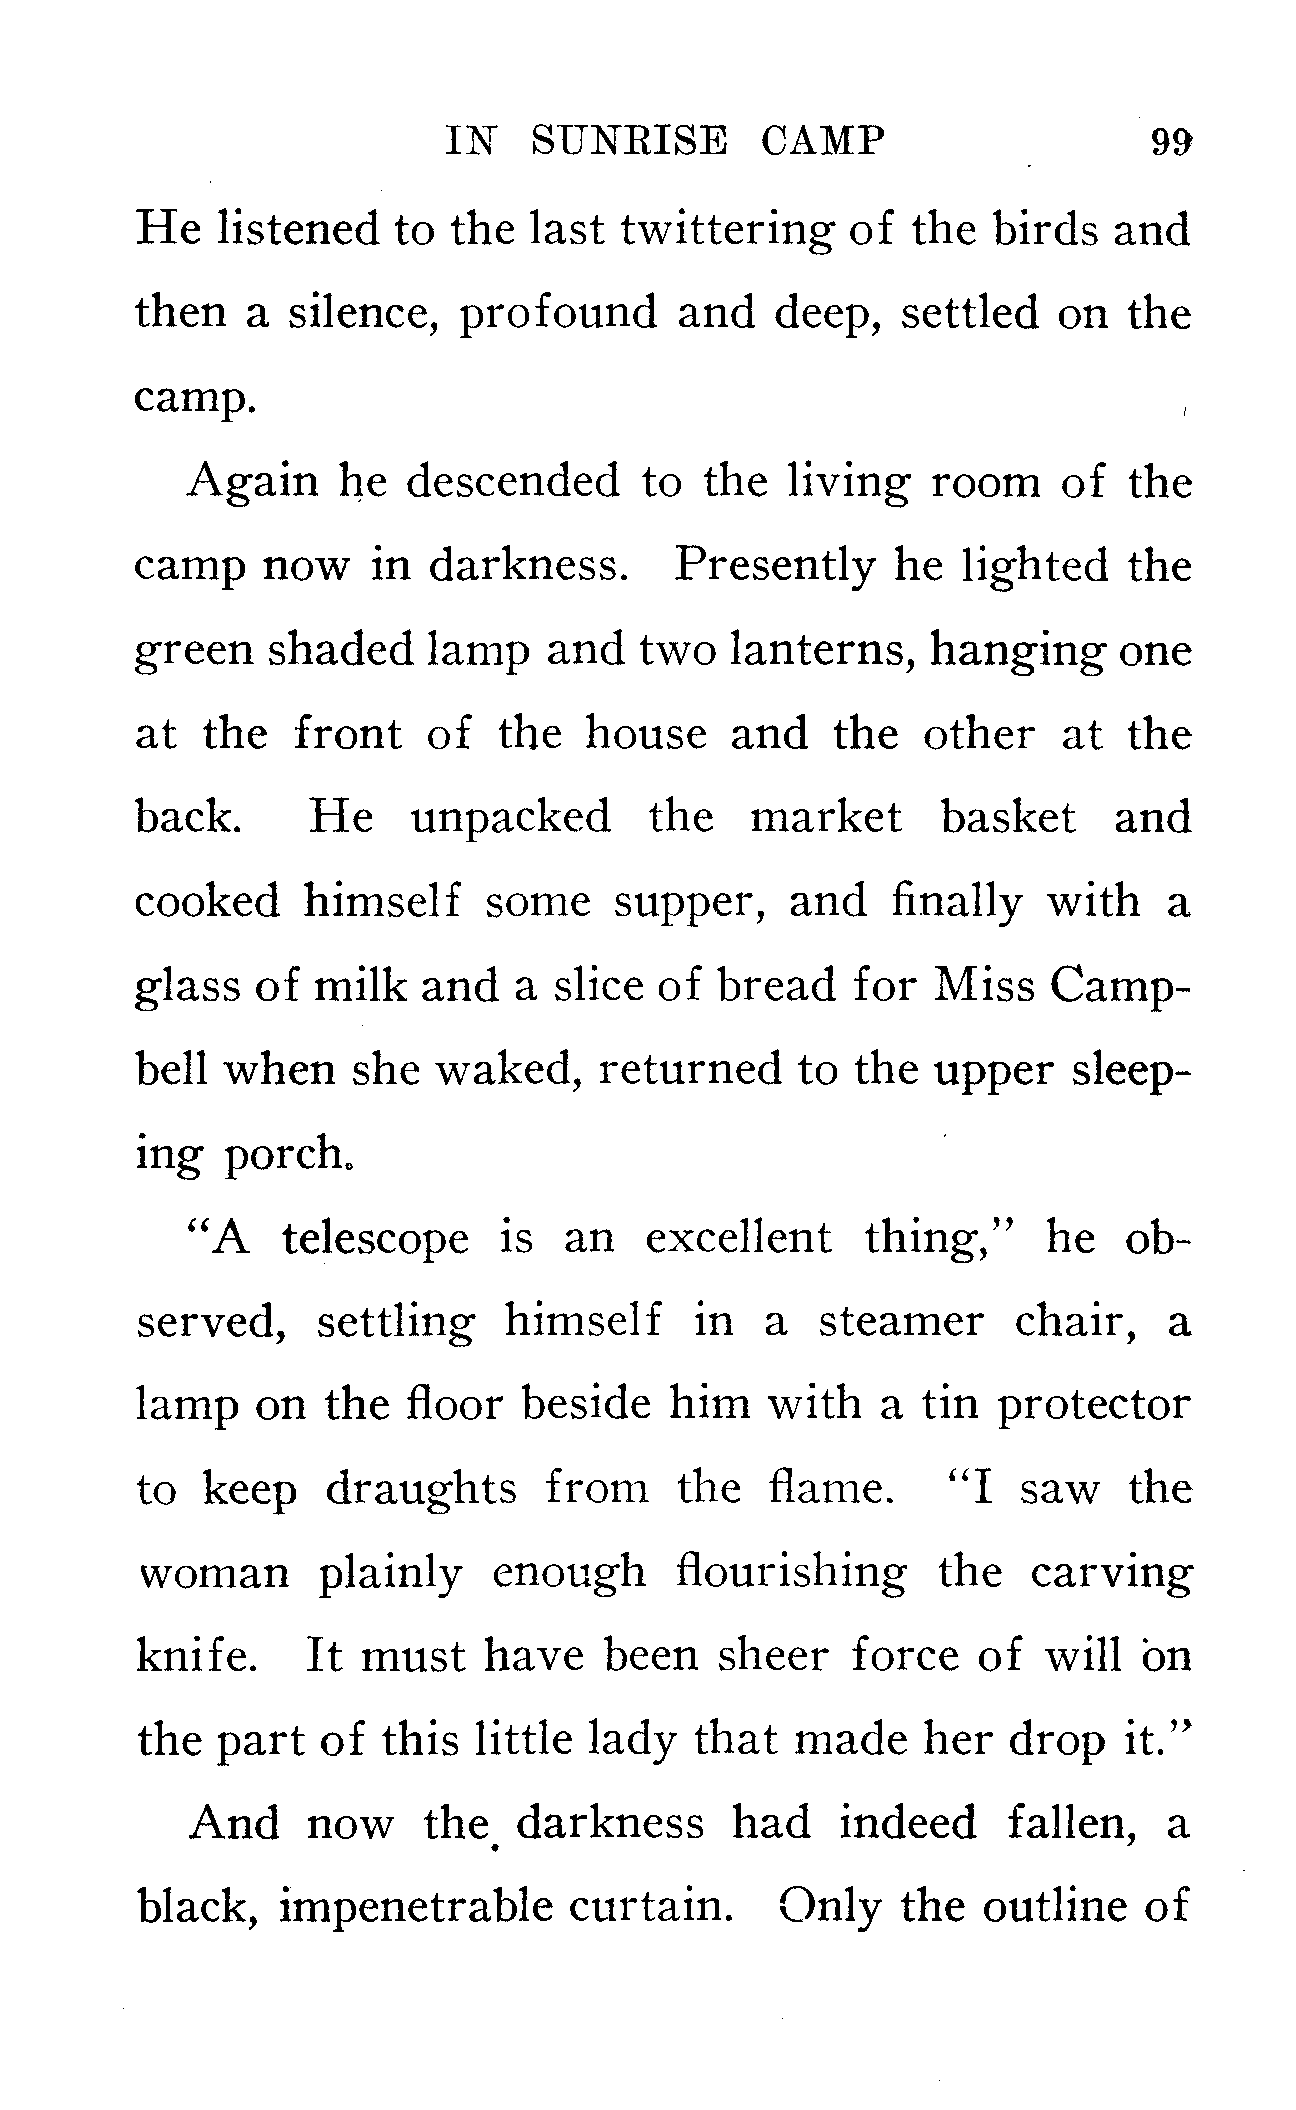 IN SUNRISE CAMP 99
He listened to the last twittering of the birds and
then a silence, profound and deep, settled on the
camp.
Again he descended to the living room of the
camp now in darkness. Presently he lighted the
green shaded lamp and two lanterns, hanging one
at the front of the house and the other at the
back. He unpacked the market basket and
cooked himself some supper, and finally with a
glass of milk and a slice of bread for Miss Camp-
bell when she waked, returned to the upper sleep-
ing porch.
"A telescope is an excellent thing," he ob-
served, settling himself in a steamer chair, a
lamp on the floor beside him with a tin protector
to keep draughts from the flame. "I saw the
woman plainly enough flourishing the carving
knife. It must have been sheer force of will on
the part of this little lady that made her drop it."
And now the darkness had indeed fallen, a
black, impenetrable curtain. Only the outline of